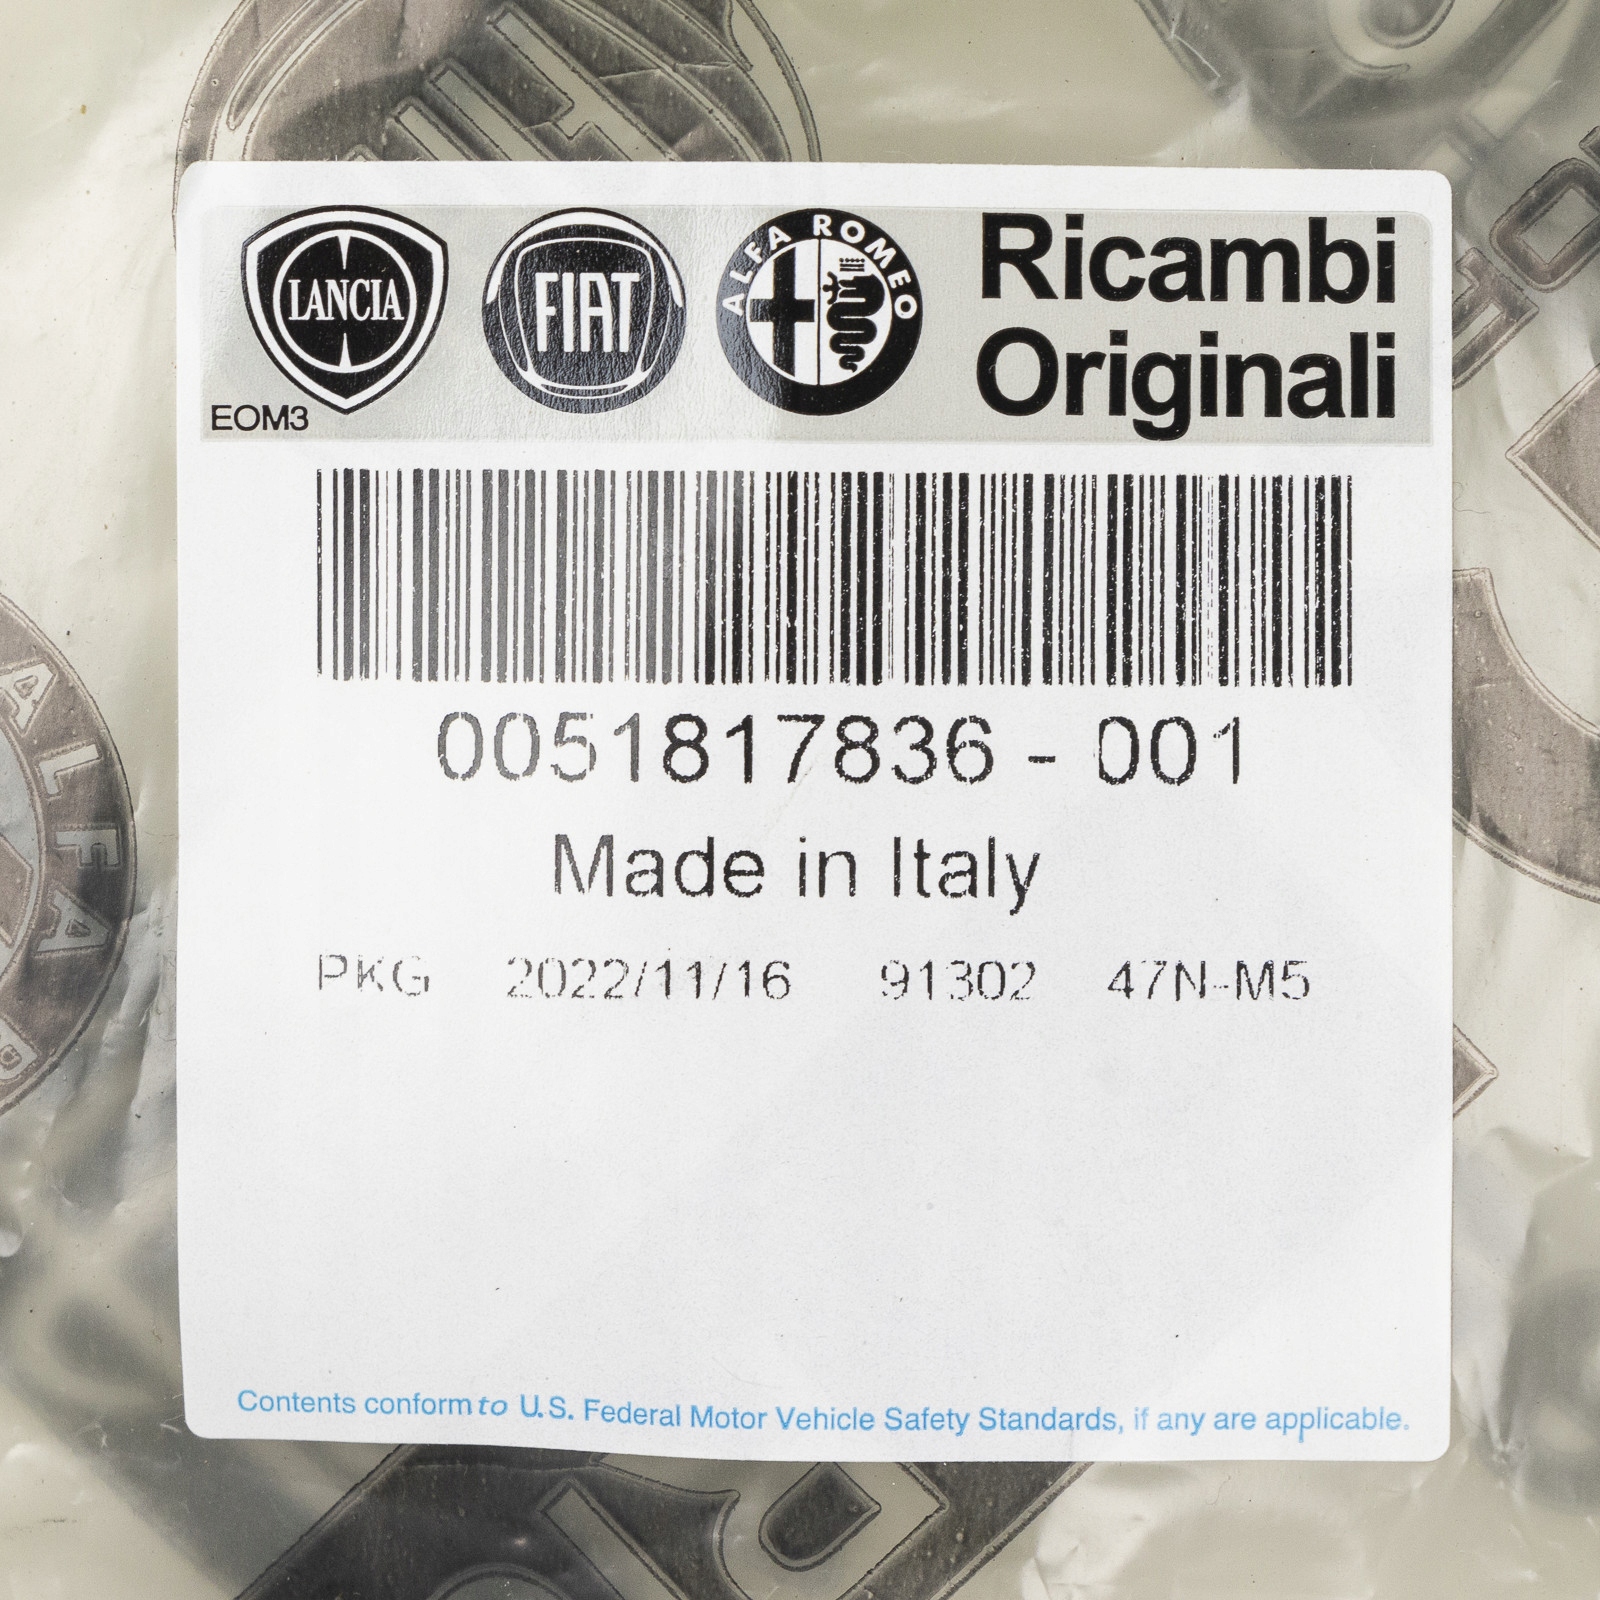 LANCIA
FIAT
ALFA ROMEO
Ricambi
Originali
EOM3
0051817836 - 001
Made in Italy
PKG 2022/11/16 91302 47N-M5
Contents conform to U.S. Federal Motor Vehicle Safety Standards, if any are applicable.
ALFA